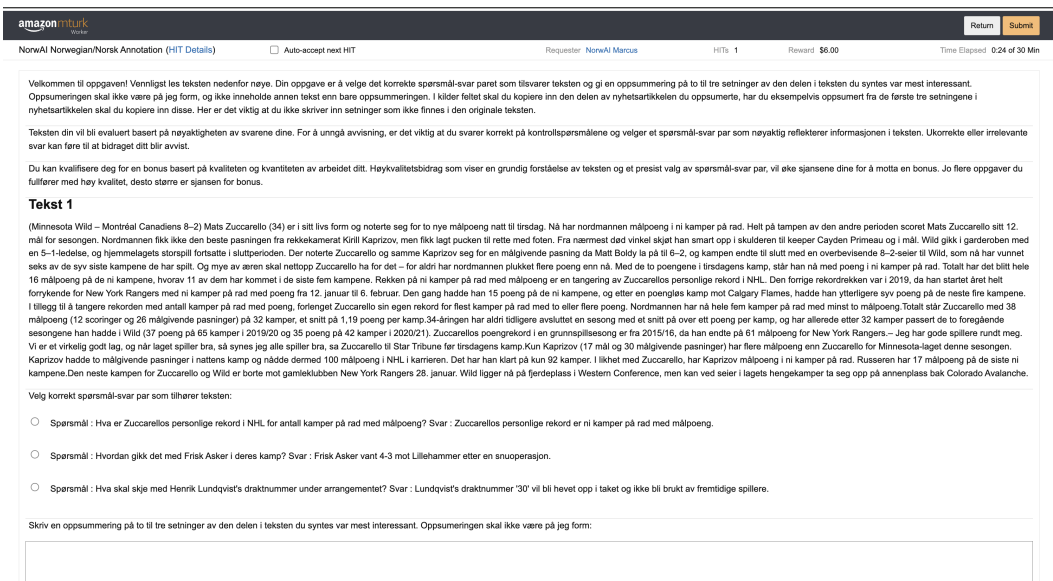 amazonmturk
Worker
Return
Submit
NorwAI Norwegian/Norsk Annotation (HIT Details)
Auto-accept next HIT
Requester NorwAI Marcus
HITs 1
Reward $6.00
Time Elapsed 0:24 of 30 Min
Velkommen til oppgaven! Vennligst les teksten nedenfor nøye. Din oppgave er å velge det korrekte spørsmål-svar paret som tilsvarer teksten og gi en oppsummering på to til tre setninger av den delen i teksten du syntes var mest interessant.
Oppsumeringen skal ikke være på jeg form, og ikke inneholde annen tekst enn bare oppsummeringen. I kilder feltet skal du kopiere inn den delen av nyhetsartikkelen du opsumerte, har du eksempelvis oppsumert fra de første tre setningene i
nyhetsartikkelen skal du kopiere inn disse. Her er det viktig at du ikke skriver inn setninger som ikke finnes i den originale teksten.
Teksten din vil bli evaluert basert på nøyaktigheten av svarene dine. For å unngå avvisning, er det viktig at du svarer korrekt på kontrollspørsmålene og velger et spørsmål-svar par som nøyaktig reflekterer informasjonen i teksten. Ukorrekte eller irrelevante
svar kan føre til at bidraget ditt blir avvist.
Du kan kvalifisere deg for en bonus basert på kvaliteten og kvantiteten av arbeidet ditt. Høykvalitetsbidrag som viser en grundig forståelse av teksten og et presist valg av spørsmål-svar par, vil øke sjansene dine for å motta en bonus. Jo flere oppgaver du
fullfører med høy kvalitet, desto større er sjansen for bonus.
Tekst 1
(Minnesota Wild – Montréal Canadiens 8–2) Mats Zuccarello (34) er i sitt livs form og noterte seg for to nye målpoeng natt til tirsdag. Nå har nordmannen målpoeng i ni kamper på rad. Helt på tampen av den andre perioden scoret Mats Zuccarello sitt 12.
mål for sesongen. Nordmannen fikk ikke den beste pasningen fra rekkekamerat Kirill Kaprizov, men fikk lagt pucken til rette med foten. Fra nærmest død vinkel skjøt han smart opp i skulderen til keeper Cayden Primeau og i mål. Wild gikk i garderoben med
en 5–1-ledelse, og hjemmelagets storspill fortsatte i sluttperioden. Der noterte Zuccarello og samme Kaprizov seg for en målgivende pasning da Matt Boldy la på til 6–2, og kampen endte til slutt med en overbevisende 8–2-seier til Wild, som nå har vunnet
seks av de syv siste kampene de har spilt. Og mye av æren skal nettopp Zuccarello ha for det – for aldri har nordmannen plukket flere poeng enn nå. Med de to poengene i tirsdagens kamp, står han nå med poeng i ni kamper på rad. Totalt har det blitt hele
16 målpoeng på de ni kampene, hvorav 11 av dem har kommet i de siste fem kampene. Rekken på ni kamper på rad med målpoeng er en tangering av Zuccarellos personlige rekord i NHL. Den forrige rekordrekken var i 2019, da han startet året helt
forrykende for New York Rangers med ni kamper på rad med poeng fra 12. januar til 6. februar. Den gang hadde han 15 poeng på de ni kampene, og etter en poengløs kamp mot Calgary Flames, hadde han ytterligere syv poeng på de neste fire kampene.
I tillegg til å tangere rekorden med antall kamper på rad med poeng, forlenget Zuccarello sin egen rekord for flest kamper på rad med to eller flere poeng. Nordmannen har nå hele fem kamper på rad med minst to målpoeng.Totalt står Zuccarello med 38
målpoeng (12 scoringer og 26 målgivende pasninger) på 32 kamper, et snitt på 1,19 poeng per kamp.34-åringen har aldri tidligere avsluttet en sesong med et snitt på over ett poeng per kamp, og har allerede etter 32 kamper passert de to foregående
sesongene han hadde i Wild (37 poeng på 65 kamper i 2019/20 og 35 poeng på 42 kamper i 2020/21). Zuccarellos poengrekord i en grunnspillsesong er fra 2015/16, da han endte på 61 målpoeng for New York Rangers.– Jeg har gode spillere rundt meg.
Vi er et virkelig godt lag, og når laget spiller bra, så synes jeg alle spiller bra, sa Zuccarello til Star Tribune før tirsdagens kamp.Kun Kaprizov (17 mål og 30 målgivende pasninger) har flere målpoeng enn Zuccarello for Minnesota-laget denne sesongen.
Kaprizov hadde to målgivende pasninger i nattens kamp og nådde dermed 100 målpoeng i NHL i karrieren. Det har han klart på kun 92 kamper. I likhet med Zuccarello, har Kaprizov målpoeng i ni kamper på rad. Russeren har 17 målpoeng på de siste ni
kampene.Den neste kampen for Zuccarello og Wild er borte mot gamleklubben New York Rangers 28. januar. Wild ligger nå på fjerdeplass i Western Conference, men kan ved seier i lagets hengekamper ta seg opp på annenplass bak Colorado Avalanche.
Velg korrekt spørsmål-svar par som tilhører teksten:
Spørsmål : Hva er Zuccarellos personlige rekord i NHL for antall kamper på rad med målpoeng? Svar : Zuccarellos personlige rekord er ni kamper på rad med målpoeng.
Spørsmål : Hvordan gikk det med Frisk Asker i deres kamp? Svar : Frisk Asker vant 4-3 mot Lillehammer etter en snuoperasjon.
Spørsmål : Hva skal skje med Henrik Lundqvist's draktnummer under arrangementet? Svar : Lundqvist's draktnummer '30' vil bli hevet opp i taket og ikke bli brukt av fremtidige spillere.
Skriv en oppsummering på to til tre setninger av den delen i teksten du syntes var mest interessant. Oppsumeringen skal ikke være på jeg form: